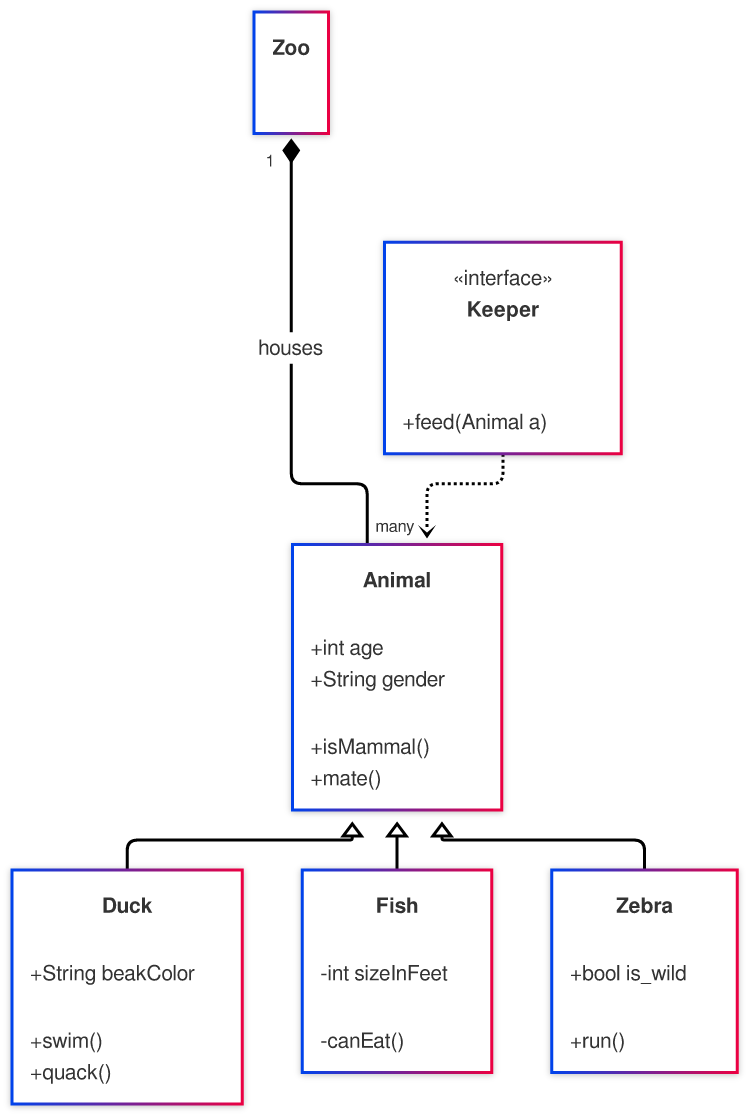 Zoo
1
«interface»
Keeper
houses
+feed(Animal a)
many
Animal
+int age
+String gender
+isMammal()
+mate()
Duck
+String beakColor
+swim()
+quack()
Fish
-int sizeInFeet
-canEat()
Zebra
+bool is_wild
+run()